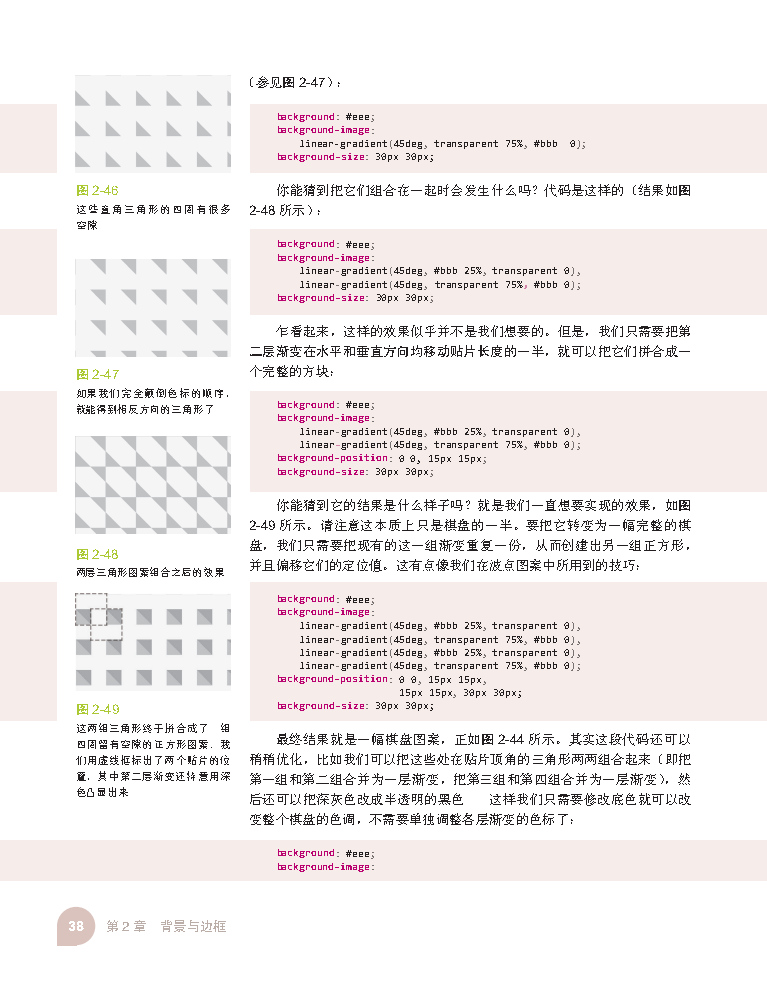 （参见图 2-47）：
background: #eee;
background-image:
linear-gradient(45deg, transparent 75%, #bbb 0);
background-size: 30px 30px;
图 2-46
这些直角三角形的四周有很多
空隙
你能猜到把它们组合在一起时会发生什么吗？代码是这样的（结果如图
2-48 所示）：
background: #eee;
background-image:
linear-gradient(45deg, #bbb 25%, transparent 0),
linear-gradient(45deg, transparent 75%, #bbb 0);
background-size: 30px 30px;
乍看起来，这样的效果似乎并不是我们想要的。但是，我们只需要把第
二层渐变在水平和垂直方向均移动贴片长度的一半，就可以把它们拼合成一
个完整的方块：
图 2-47
如果我们完全颠倒色标的顺序，
就能得到相反方向的三角形了
background: #eee;
background-image:
linear-gradient(45deg, #bbb 25%, transparent 0),
linear-gradient(45deg, transparent 75%, #bbb 0);
background-position: 0 0, 15px 15px;
background-size: 30px 30px;
你能猜到它的结果是什么样子吗？就是我们一直想要实现的效果，如图
2-49 所示。请注意这本质上只是棋盘的一半。要把它转变为一幅完整的棋
盘，我们只需要把现有的这一组渐变重复一份，从而创建出另一组正方形，
并且偏移它们的定位值。这有点像我们在波点图案中所用到的技巧：
图 2-48
两层三角形图案组合之后的效果
background: #eee;
background-image:
linear-gradient(45deg, #bbb 25%, transparent 0),
linear-gradient(45deg, transparent 75%, #bbb 0),
linear-gradient(45deg, #bbb 25%, transparent 0),
linear-gradient(45deg, transparent 75%, #bbb 0);
background-position: 0 0, 15px 15px,
15px 15px, 30px 30px;
background-size: 30px 30px;
图 2-49
这两组三角形终于拼合成了 组
四周留有空隙的正方形图案。我
们用虚线框标出了两个贴片的位
置，其中第二层渐变还特意用深
色凸显出来
最终结果就是一幅棋盘图案，正如图 2-44 所示。其实这段代码还可以
稍稍优化，比如我们可以把这些处在贴片顶角的三角形两两组合起来（即把
第一组和第二组合并为一层渐变，把第三组和第四组合并为一层渐变），然
后还可以把深灰色改成半透明的黑色 这样我们只需要修改底色就可以改
变整个棋盘的色调，不需要单独调整各层渐变的色标了：
background: #eee;
background-image:
38 第 2 章 背景与边框